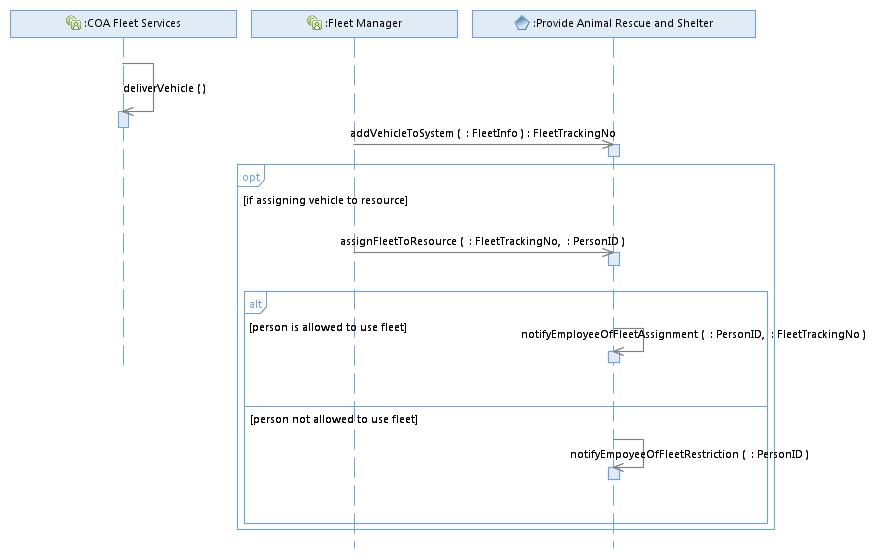 :COA Fleet Services
:Fleet Manager
:Provide Animal Rescue and Shelter
deliverVehicle ( )
addVehicleToSystem (  : FleetInfo ) : FleetTrackingNo
opt
[if assigning vehicle to resource]
assignFleetToResource (  : FleetTrackingNo,  : PersonID )
alt
[person is allowed to use fleet]
notifyEmployeeOfFleetAssignment (  : PersonID,  : FleetTrackingNo )
[person not allowed to use fleet]
notifyEmpoyeeOfFleetRestriction (  : PersonID )